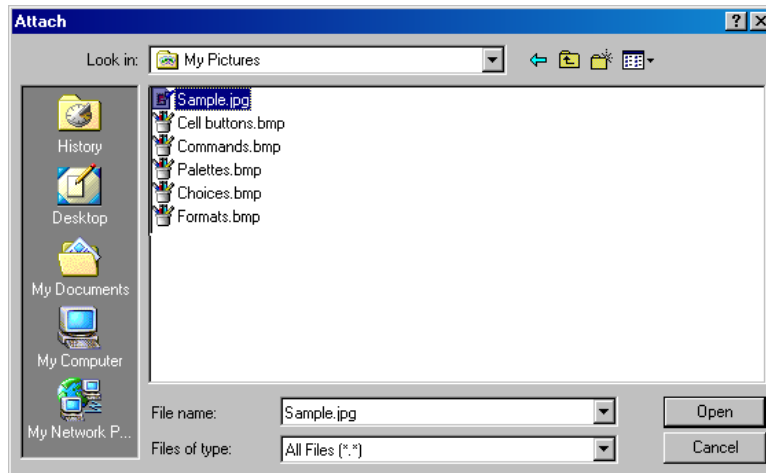 Attach
Look in: My Pictures
Sample.jpg
Cell buttons.bmp
Commands.bmp
Palettes.bmp
Choices.bmp
Formats.bmp
History
Desktop
My Documents
My Computer
My Network P...
File name: Sample.jpg Open
Files of type: All Files (*.*) Cancel